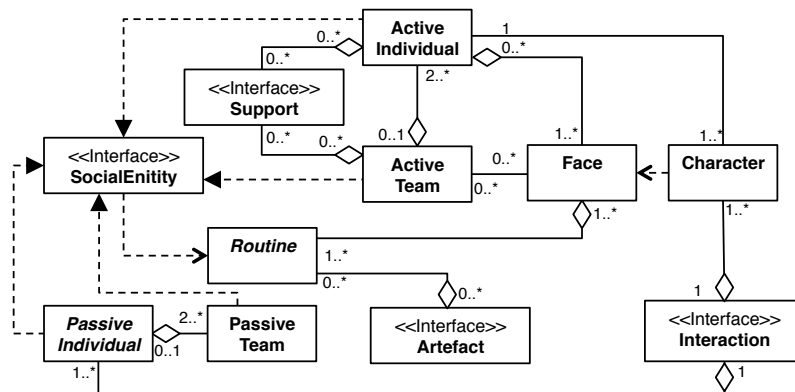 Active
Individual
1
0..*
0..*
<<Interface>>
Support
0..*
2..*
0..*
0..1
0..*
1..*
1..*
<<Interface>>
SocialEnitity
Active
Team
0..*
0..*
Face
Character
1..*
1..*
Routine
1..*
0..*
0..*
1
Passive
Individual
2..*
0..1
Passive
Team
<<Interface>>
Artefact
<<Interface>>
Interaction
1..*
1